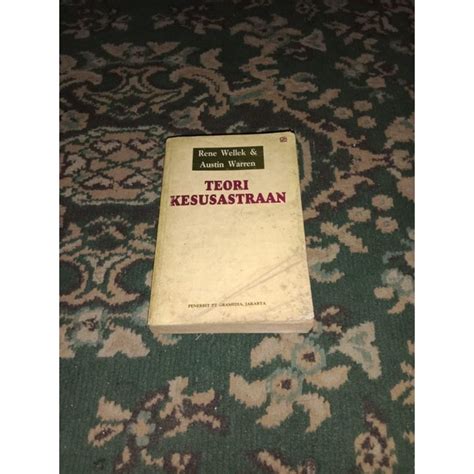 Rene Wellek &
Austin Warren
TEORI
KESUSASTRAAN
PENERBIT PT GRAMEDIA, JAKARTA